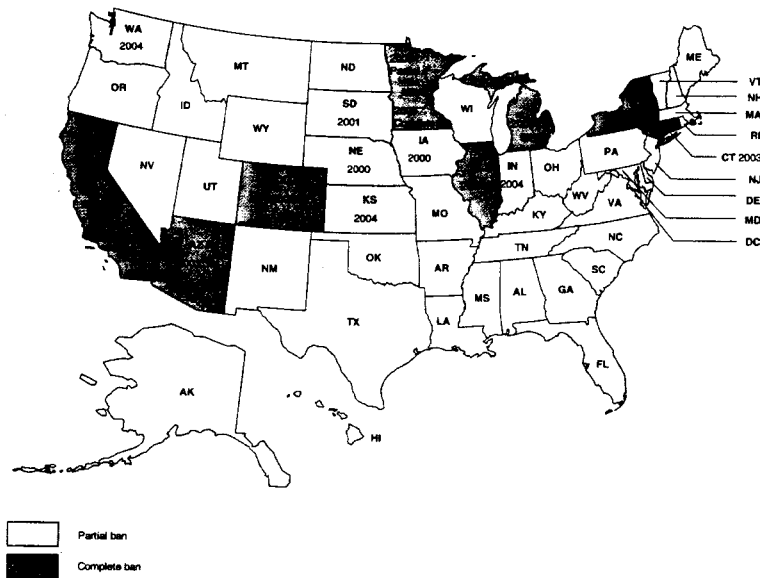 WA
2004
MT
ND
ME
VT
NH
MA
RI
CT 2003
NJ
DE
MD
DC
OR
ID
SD
2001
WI
WY
NE
2000
IA
2000
PA
NV
UT
IN
2004
OH
KS
2004
MO
WV
VA
KY
NC
TN
OK
AR
NM
SC
MS
AL
GA
TX
LA
FL
AK
HI
Partial ban
Complete ban